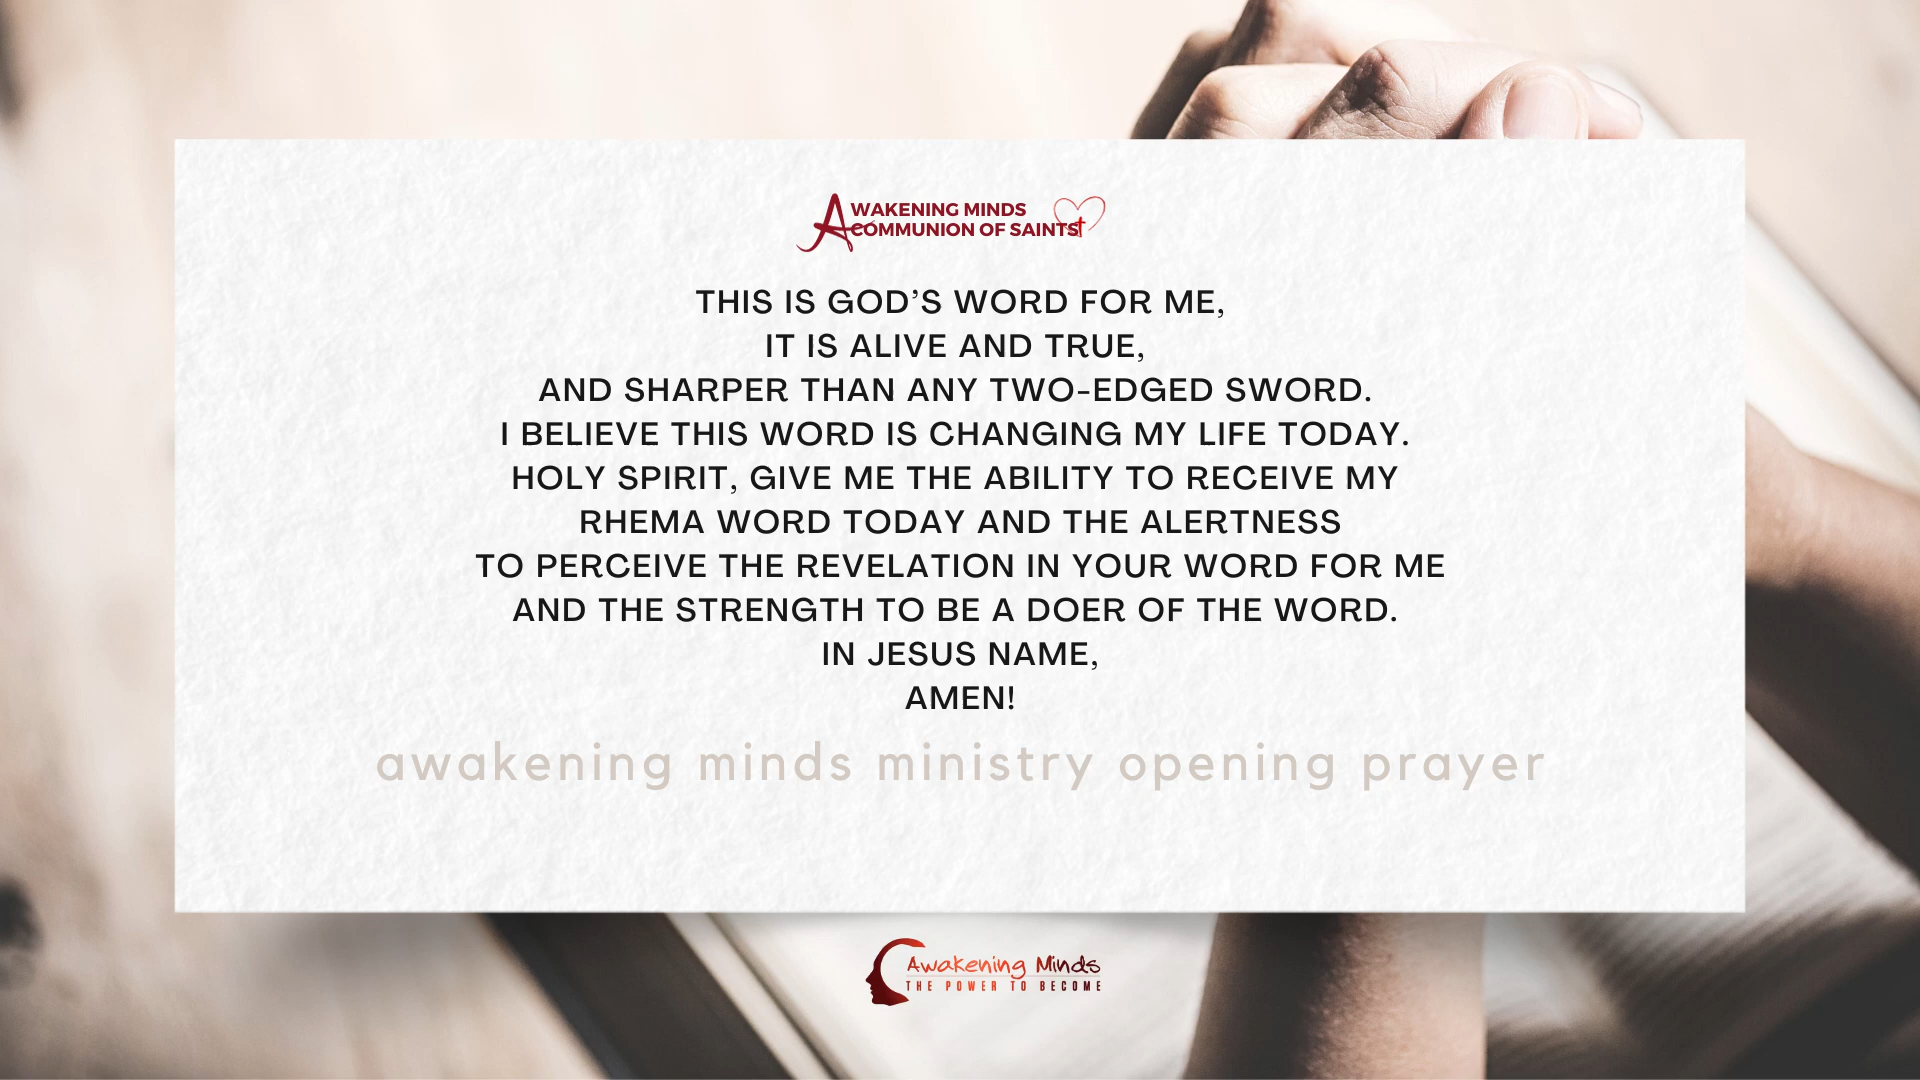 AWAKENING MINDS
COMMUNION OF SAINTS
THIS IS GOD’S WORD FOR ME,
IT IS ALIVE AND TRUE,
AND SHARPER THAN ANY TWO-EDGED SWORD.
I BELIEVE THIS WORD IS CHANGING MY LIFE TODAY.
HOLY SPIRIT, GIVE ME THE ABILITY TO RECEIVE MY
RHEMA WORD TODAY AND THE ALERTNESS
TO PERCEIVE THE REVELATION IN YOUR WORD FOR ME
AND THE STRENGTH TO BE A DOER OF THE WORD.
IN JESUS NAME,
AMEN!
awakening minds ministry opening prayer
Awakening Minds
THE POWER TO BECOME